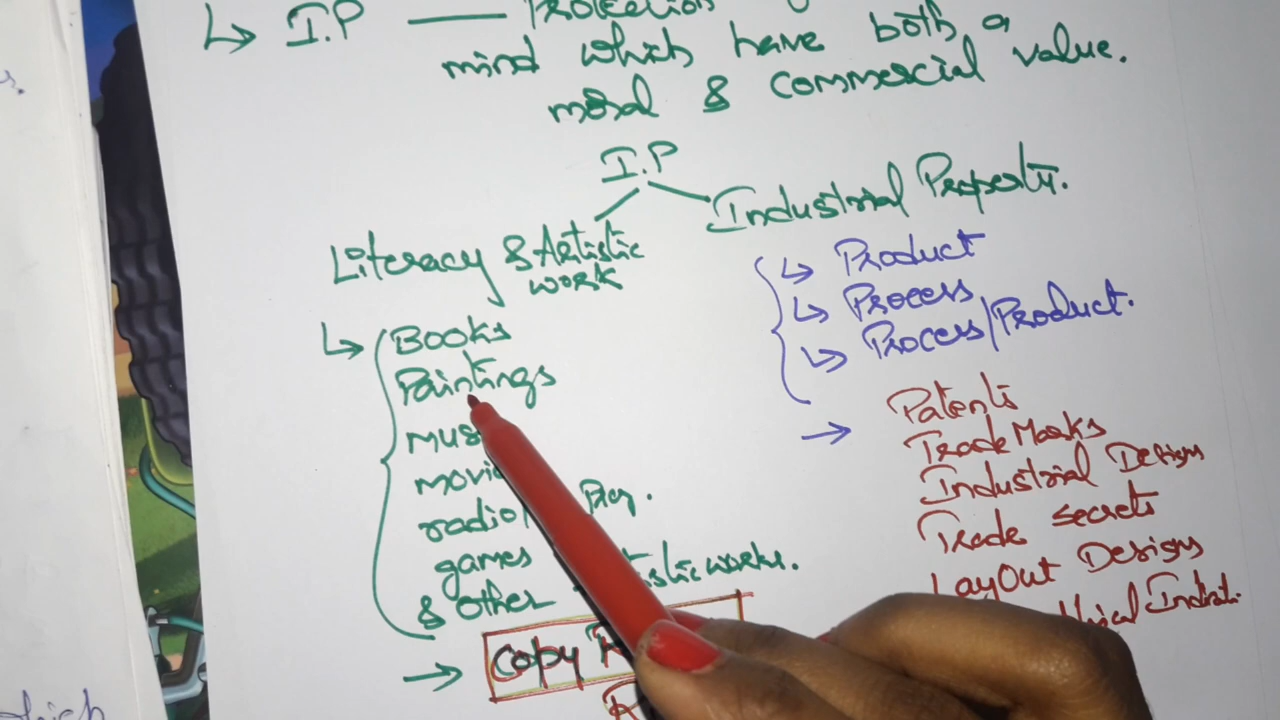 ↳ I.P — Protection
mind which have both a
moral & commercial value.
I.P
Literacy & Artistic
work
Industrial Property.
↳ Books
Paintings
games
& Other
→ Copy
↳ Product
↳ Process
↳ Process/Product.
→ Patents
Trade Marks
Industrial Design
Trade secrets
LayOut Designs